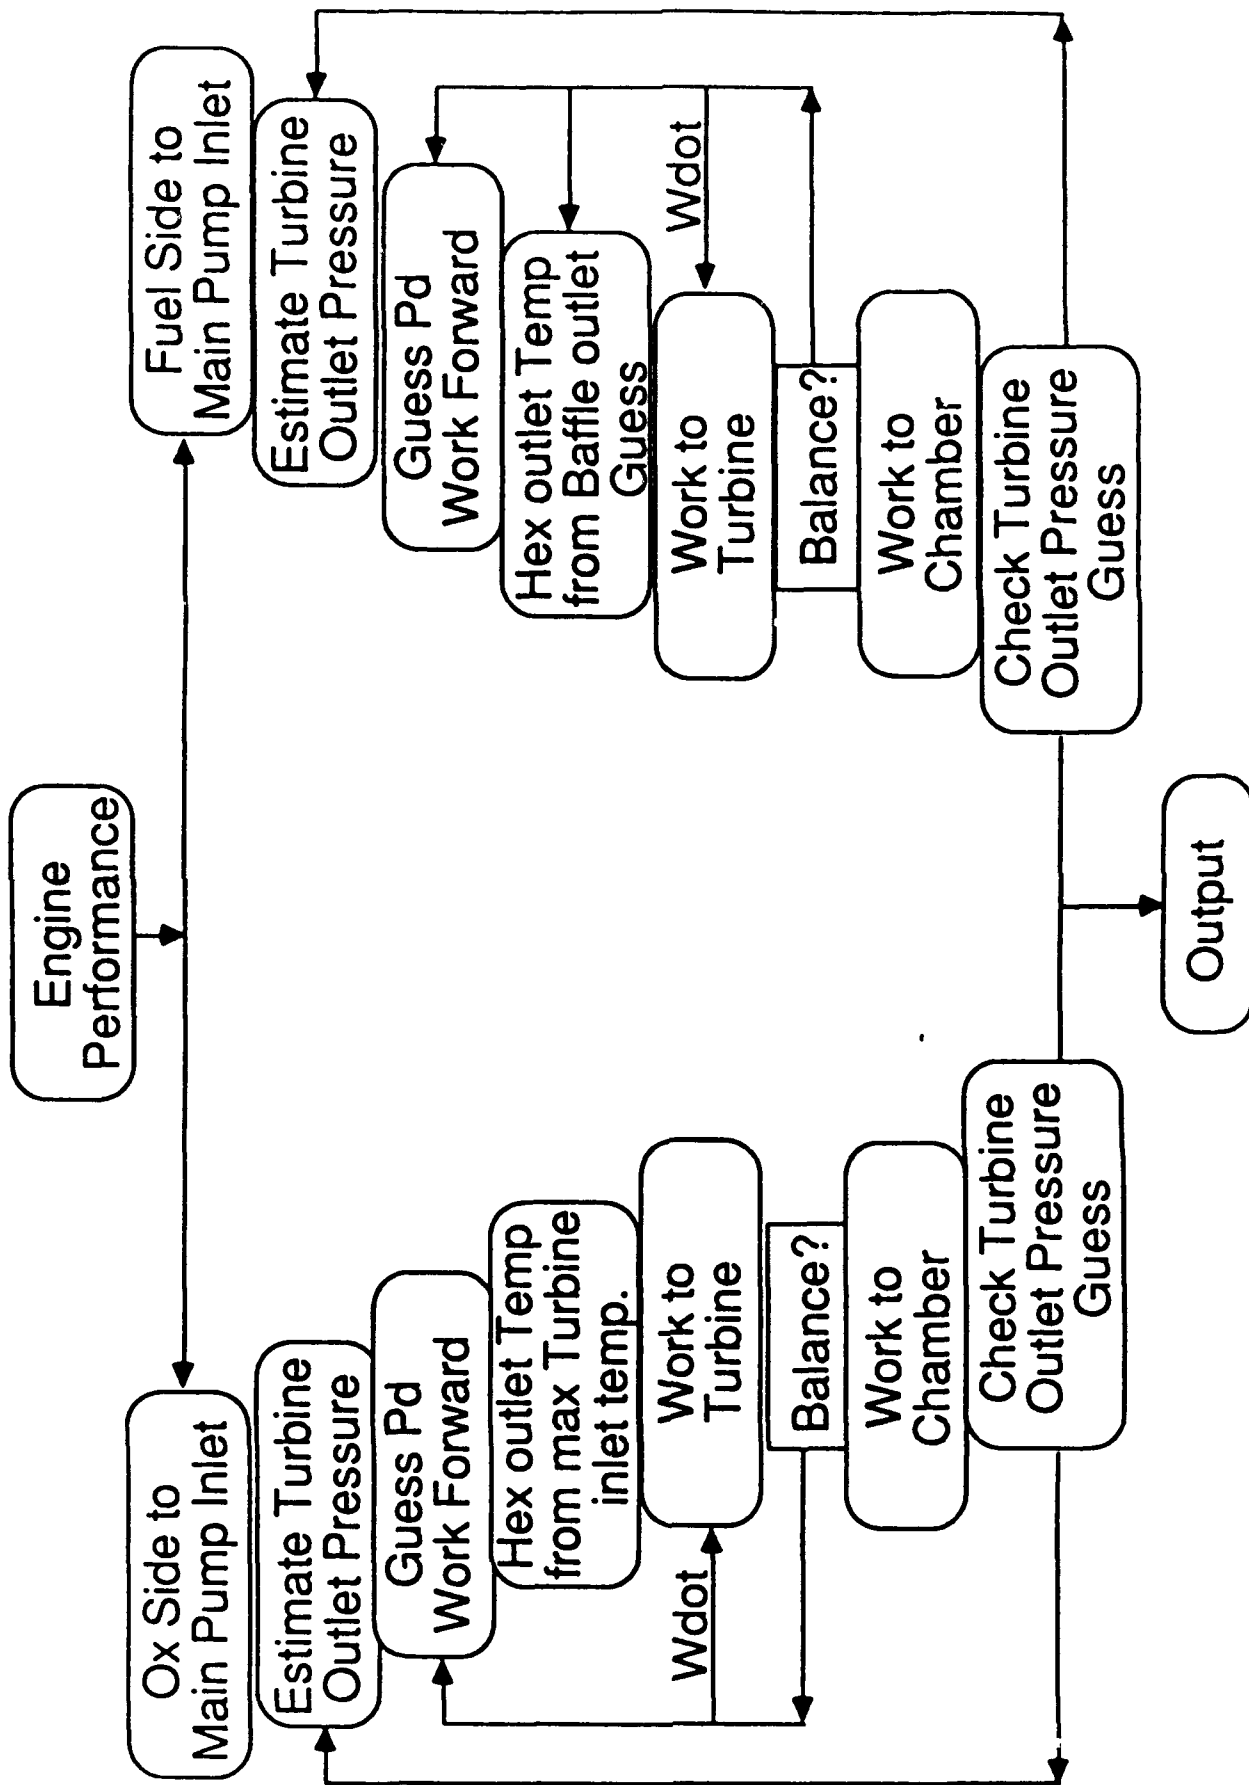 Engine
Performance
Ox Side to
Main Pump Inlet
Estimate Turbine
Outlet Pressure
Guess Pd
Work Forward
Hex outlet Temp
from max Turbine
inlet temp.
Wdot
Work to
Turbine
Balance?
Work to
Chamber
Check Turbine
Outlet Pressure
Guess
Fuel Side to
Main Pump Inlet
Estimate Turbine
Outlet Pressure
Guess Pd
Work Forward
Hex outlet Temp
from Baffle outlet
Guess
Wdot
Work to
Turbine
Balance?
Work to
Chamber
Check Turbine
Outlet Pressure
Guess
Output